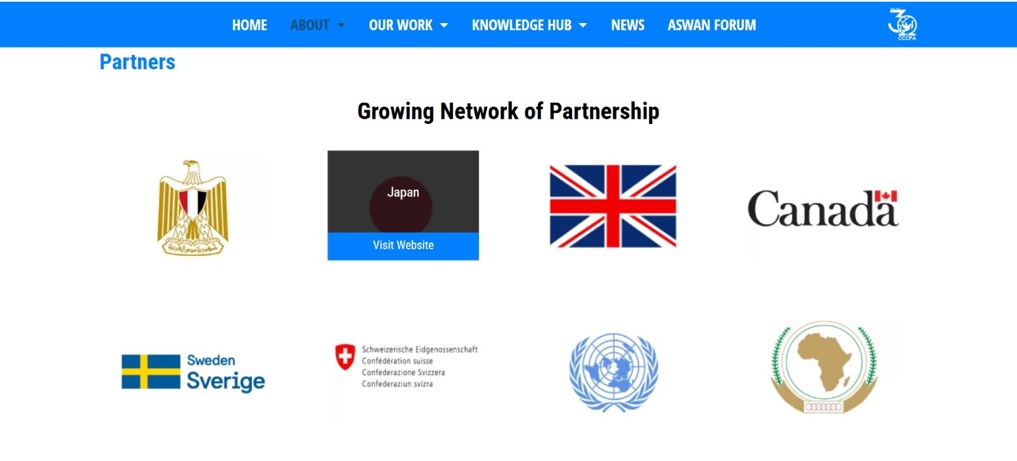 HOME ABOUT OUR WORK KNOWLEDGE HUB NEWS ASWAN FORUM
CCCPA
Partners
Growing Network of Partnership
Japan
Visit Website
Canada
Sweden
Sverige
Schweizerische Eidgenossenschaft
Confédération suisse
Confederazione Svizzera
Confederaziun svizra